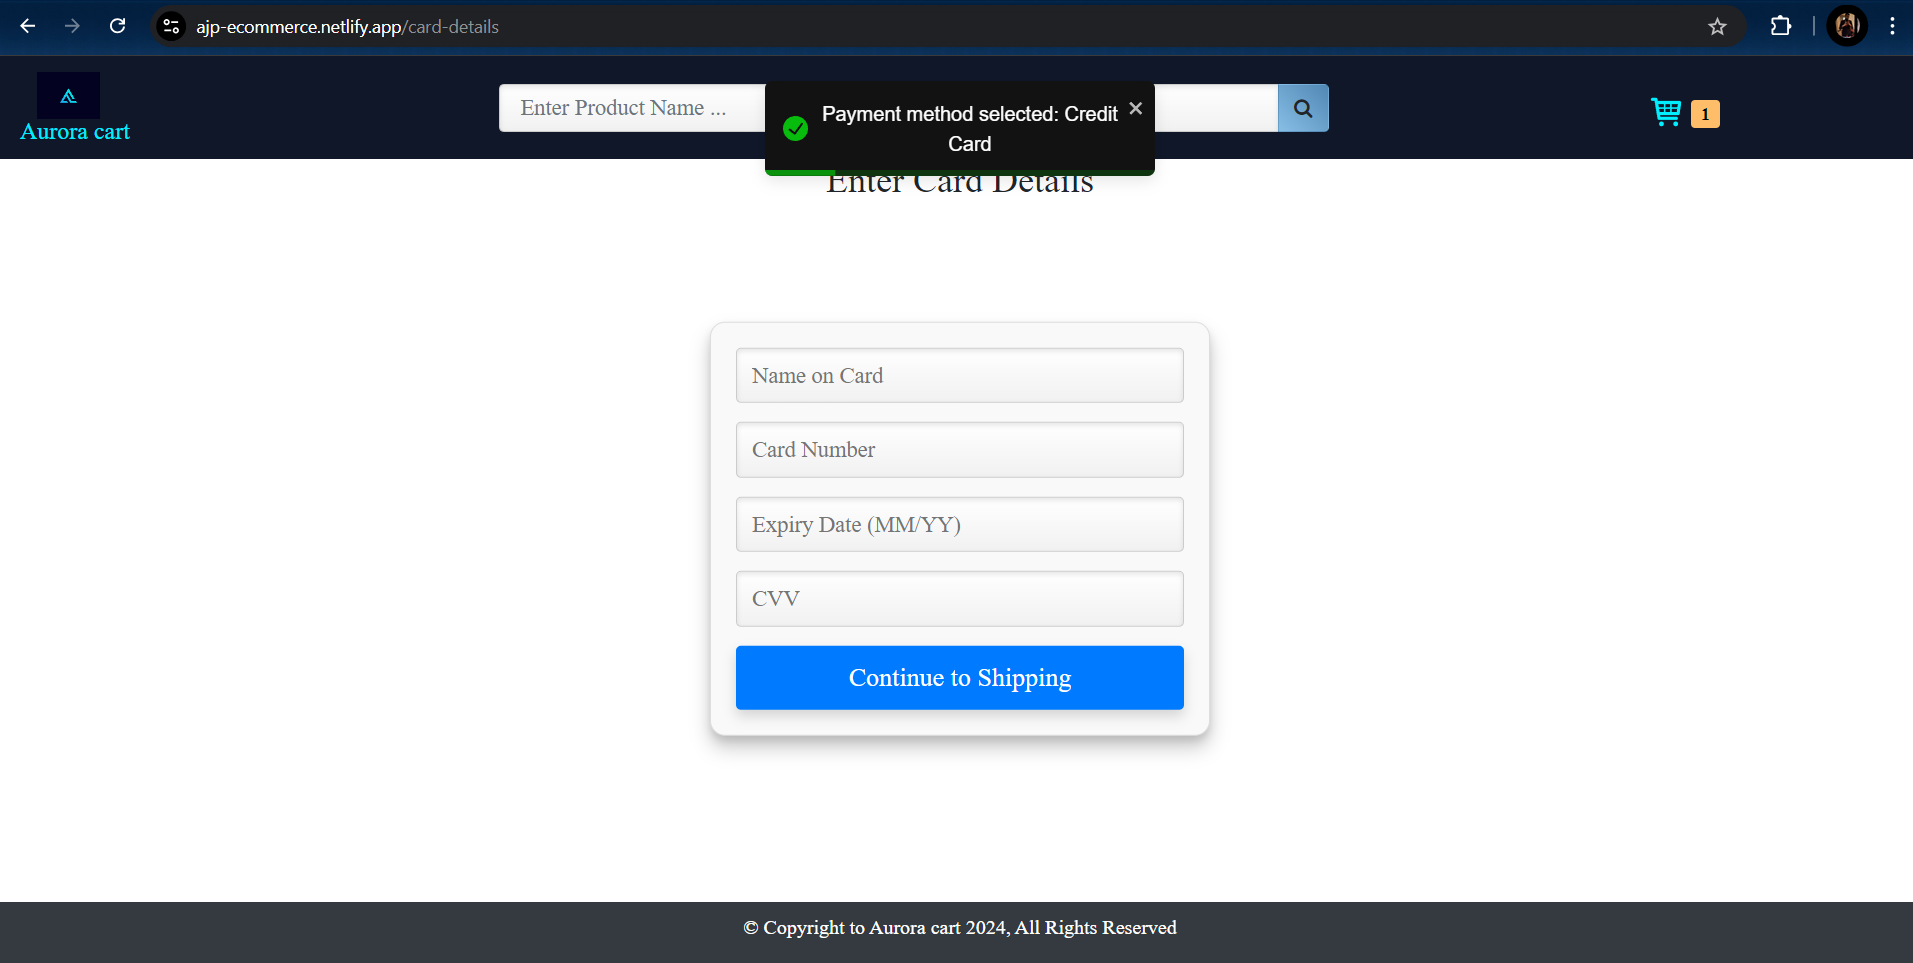 ajp-ecommerce.netlify.app/card-details
Aurora cart
Enter Product Name ...
Payment method selected: Credit
Card
1
Enter Card Details
Name on Card
Card Number
Expiry Date (MM/YY)
CVV
Continue to Shipping
© Copyright to Aurora cart 2024, All Rights Reserved